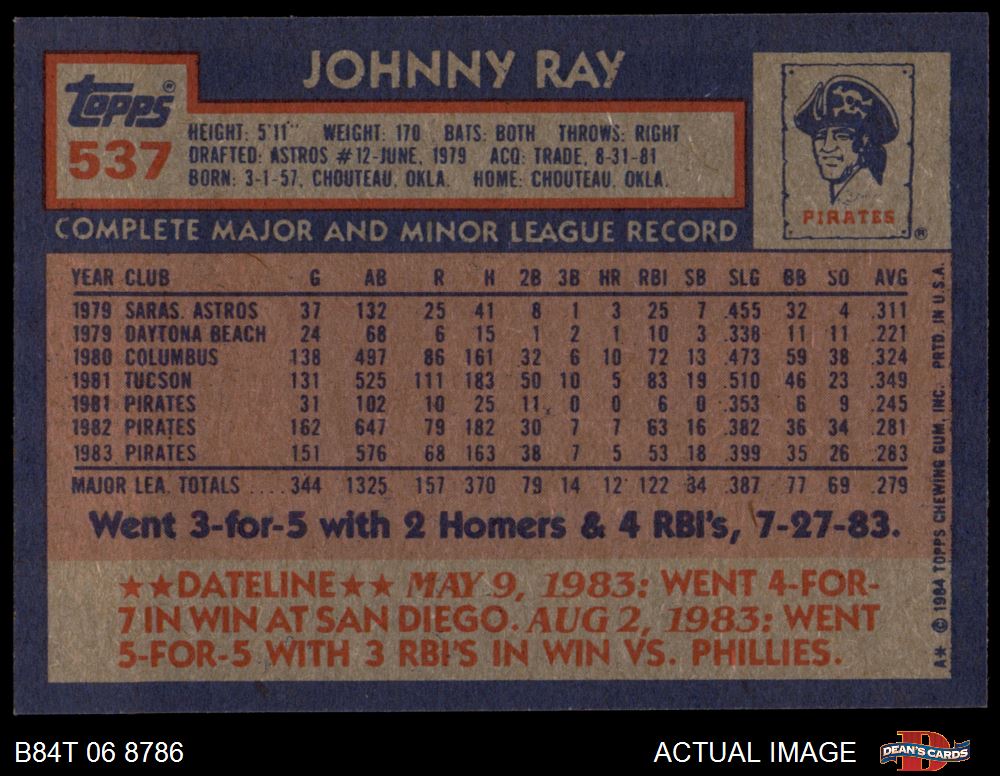 JOHNNY RAY
Topps®
537
HEIGHT: 5'11" WEIGHT: 170 BATS: BOTH THROWS: RIGHT
DRAFTED: ASTROS #12-JUNE, 1979 ACQ: TRADE, 8-31-81
BORN: 3-1-57, CHOUTEAU, OKLA. HOME: CHOUTEAU, OKLA.
PIRATES ®
COMPLETE MAJOR AND MINOR LEAGUE RECORD
YEAR CLUB G AB R H 2B 3B HR RBI SB SLG BB SO AVG
1979 SARAS. ASTROS 37 132 25 41 8 1 3 25 7 .455 32 4 .311
1979 DAYTONA BEACH 24 68 6 15 1 2 1 10 3 .338 11 11 .221
1980 COLUMBUS 138 497 86 161 32 6 10 72 13 .473 59 38 .324
1981 TUCSON 131 525 111 183 50 10 5 83 19 .510 46 23 .349
1981 PIRATES 31 102 10 25 11 0 0 6 0 .353 6 9 .245
1982 PIRATES 162 647 79 182 30 7 7 63 16 .382 36 34 .281
1983 PIRATES 151 576 68 163 38 7 5 53 18 .399 35 26 .283
MAJOR LEA. TOTALS .... 344 1325 157 370 79 14 12 122 34 .387 77 69 .279
Went 3-for-5 with 2 Homers & 4 RBI's, 7-27-83.
★★DATELINE★★ MAY 9, 1983: WENT 4-FOR-
7 IN WIN AT SAN DIEGO. AUG 2, 1983: WENT
5-FOR-5 WITH 3 RBI'S IN WIN VS. PHILLIES.
A* © 1984 TOPPS CHEWING GUM, INC. PRTD. IN U.S.A.
B84T 06 8786
ACTUAL IMAGE
DEAN'S CARDS